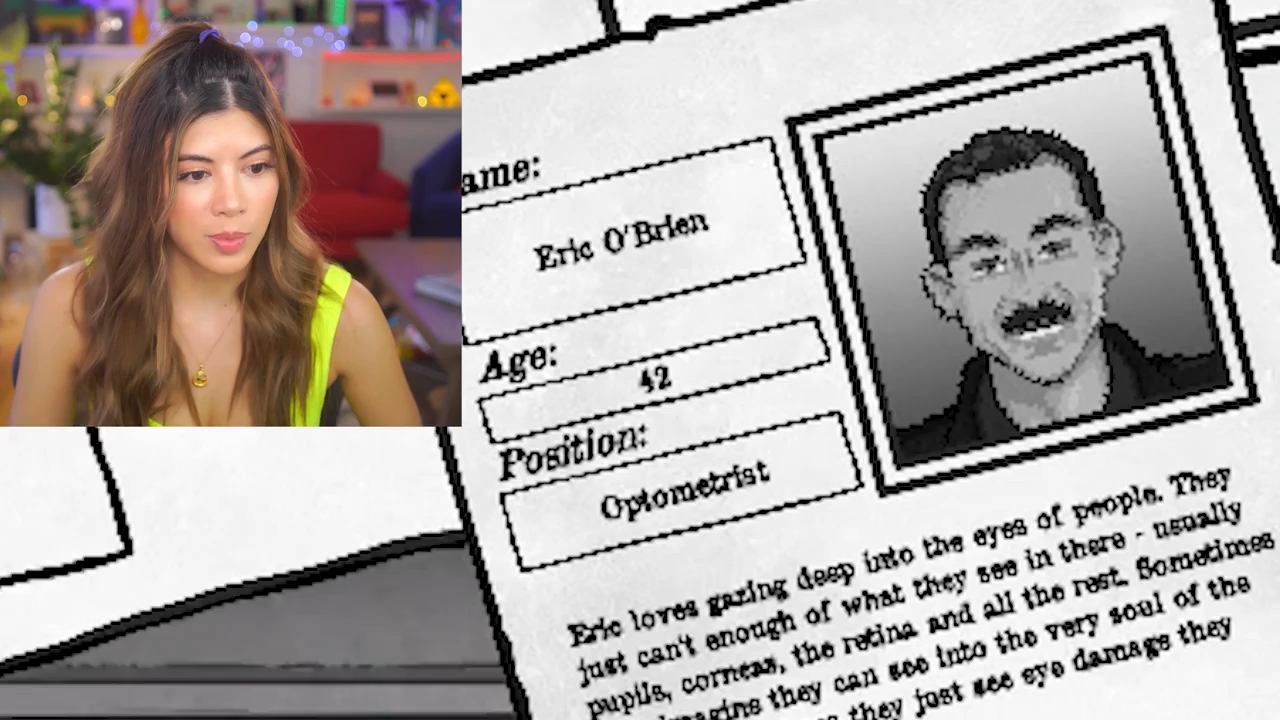 ame:
Eric O'Brien
Age:
42
Position:
Optometrist
Eric loves gazing deep into the eyes of people. They
just can't enough of what they see in there - usually
pupils, corneas, the retina and all the rest. Sometimes
imagins they can see into the very soul of the
they just see eye damage they